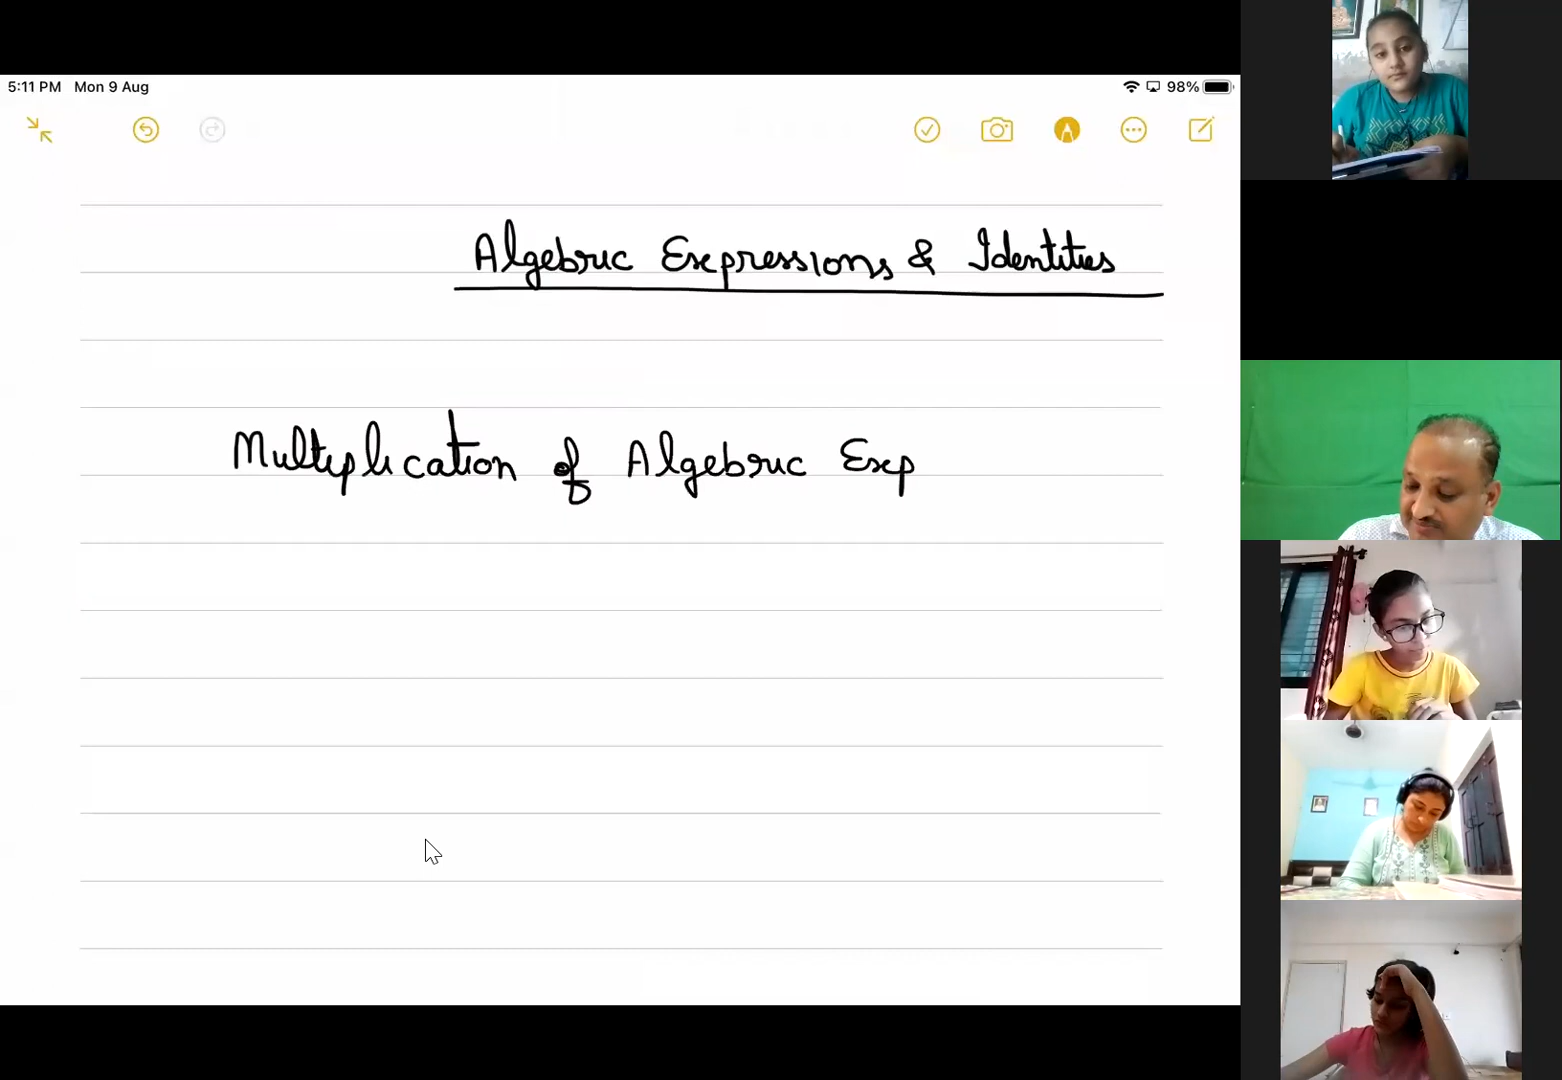 5:11 PM Mon 9 Aug
98%
Algebric Expressions & Identities
Multiplication of Algebric Exp